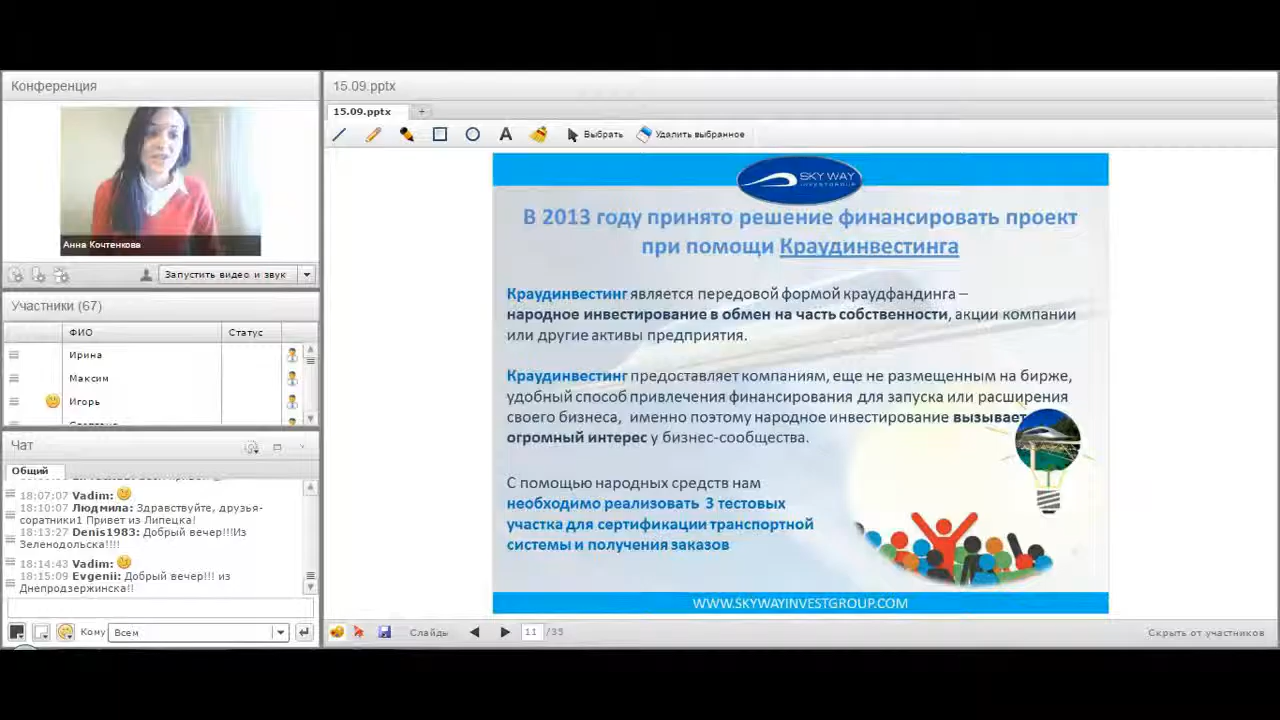 Конференция
Анна Кочтенкова
Запустить видео и звук
Участники (67)
ФИО
Статус
Ирина
Максим
Игорь
Чат
Общий
18:07:07 Vadim:
18:10:07 Людмила: Здравствуйте, друзья-
соратники1 Привет из Липецка!
18:13:27 Denis1983: Добрый вечер!!!Из
Зеленодольска!!!!
18:14:43 Vadim:
18:15:09 Evgenii: Добрый вечер!!! из
Днепродзержинска!!
Кому
Всем
15.09.pptx
15.09.pptx
+
A
Выбрать
Удалить выбранное
SKY WAY
INVESTGROUP
В 2013 году принято решение финансировать проект
при помощи Краудинвестинга
Краудинвестинг является передовой формой краудфандинга –
народное инвестирование в обмен на часть собственности, акции компании
или другие активы предприятия.
Краудинвестинг предоставляет компаниям, еще не размещенным на бирже,
удобный способ привлечения финансирования для запуска или расширения
своего бизнеса, именно поэтому народное инвестирование вызывает
огромный интерес у бизнес-сообщества.
С помощью народных средств нам
необходимо реализовать 3 тестовых
участка для сертификации транспортной
системы и получения заказов
WWW.SKYWAYINVESTGROUP.COM
Слайды
11 /35
Скрыть от участников